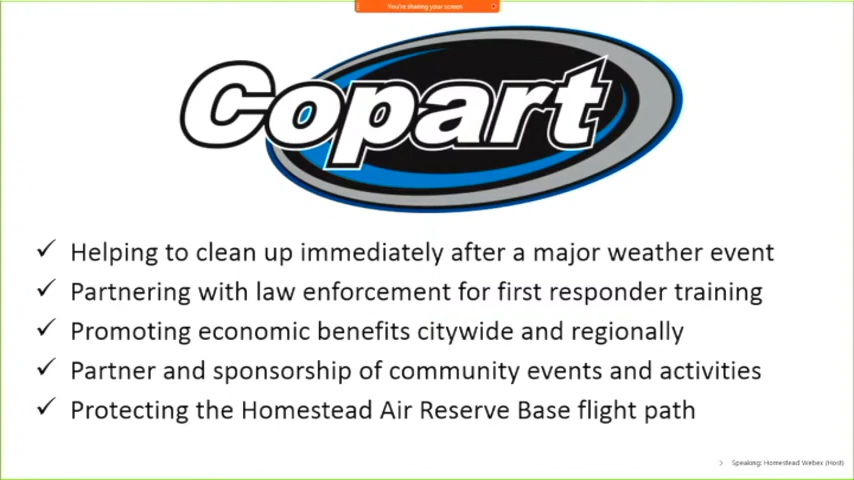 You're sharing your screen
Copart
✓ Helping to clean up immediately after a major weather event
✓ Partnering with law enforcement for first responder training
✓ Promoting economic benefits citywide and regionally
✓ Partner and sponsorship of community events and activities
✓ Protecting the Homestead Air Reserve Base flight path
Speaking: Homestead Webex (Host)